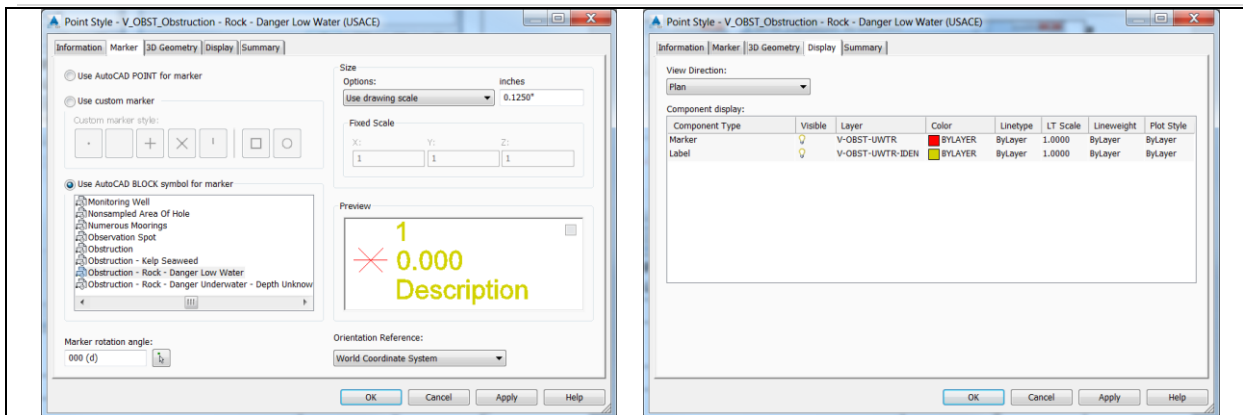 Point Style - V_OBST_Obstruction - Rock - Danger Low Water (USACE)
Information Marker 3D Geometry Display Summary
Use AutoCAD POINT for marker
Use custom marker
Custom marker style:
Use AutoCAD BLOCK symbol for marker
Monitoring Well
Nonsampled Area Of Hole
Numerous Moorings
Observation Spot
Obstruction
Obstruction - Kelp Seaweed
Obstruction - Rock - Danger Low Water
Obstruction - Rock - Danger Underwater - Depth Unknow
Marker rotation angle:
000 (d)
Size
Options: inches
Use drawing scale 0.1250"
Fixed Scale
X: Y: Z:
1 1 1
Preview
1
0.000
Description
Orientation Reference:
World Coordinate System
OK Cancel Apply Help
Point Style - V_OBST_Obstruction - Rock - Danger Low Water (USACE)
Information Marker 3D Geometry Display Summary
View Direction:
Plan
Component display:
Component Type Visible Layer Color Linetype LT Scale Lineweight Plot Style
Marker V-OBST-UWTR BYLAYER ByLayer 1.0000 ByLayer ByLayer
Label V-OBST-UWTR-IDEN BYLAYER ByLayer 1.0000 ByLayer ByLayer
OK Cancel Apply Help